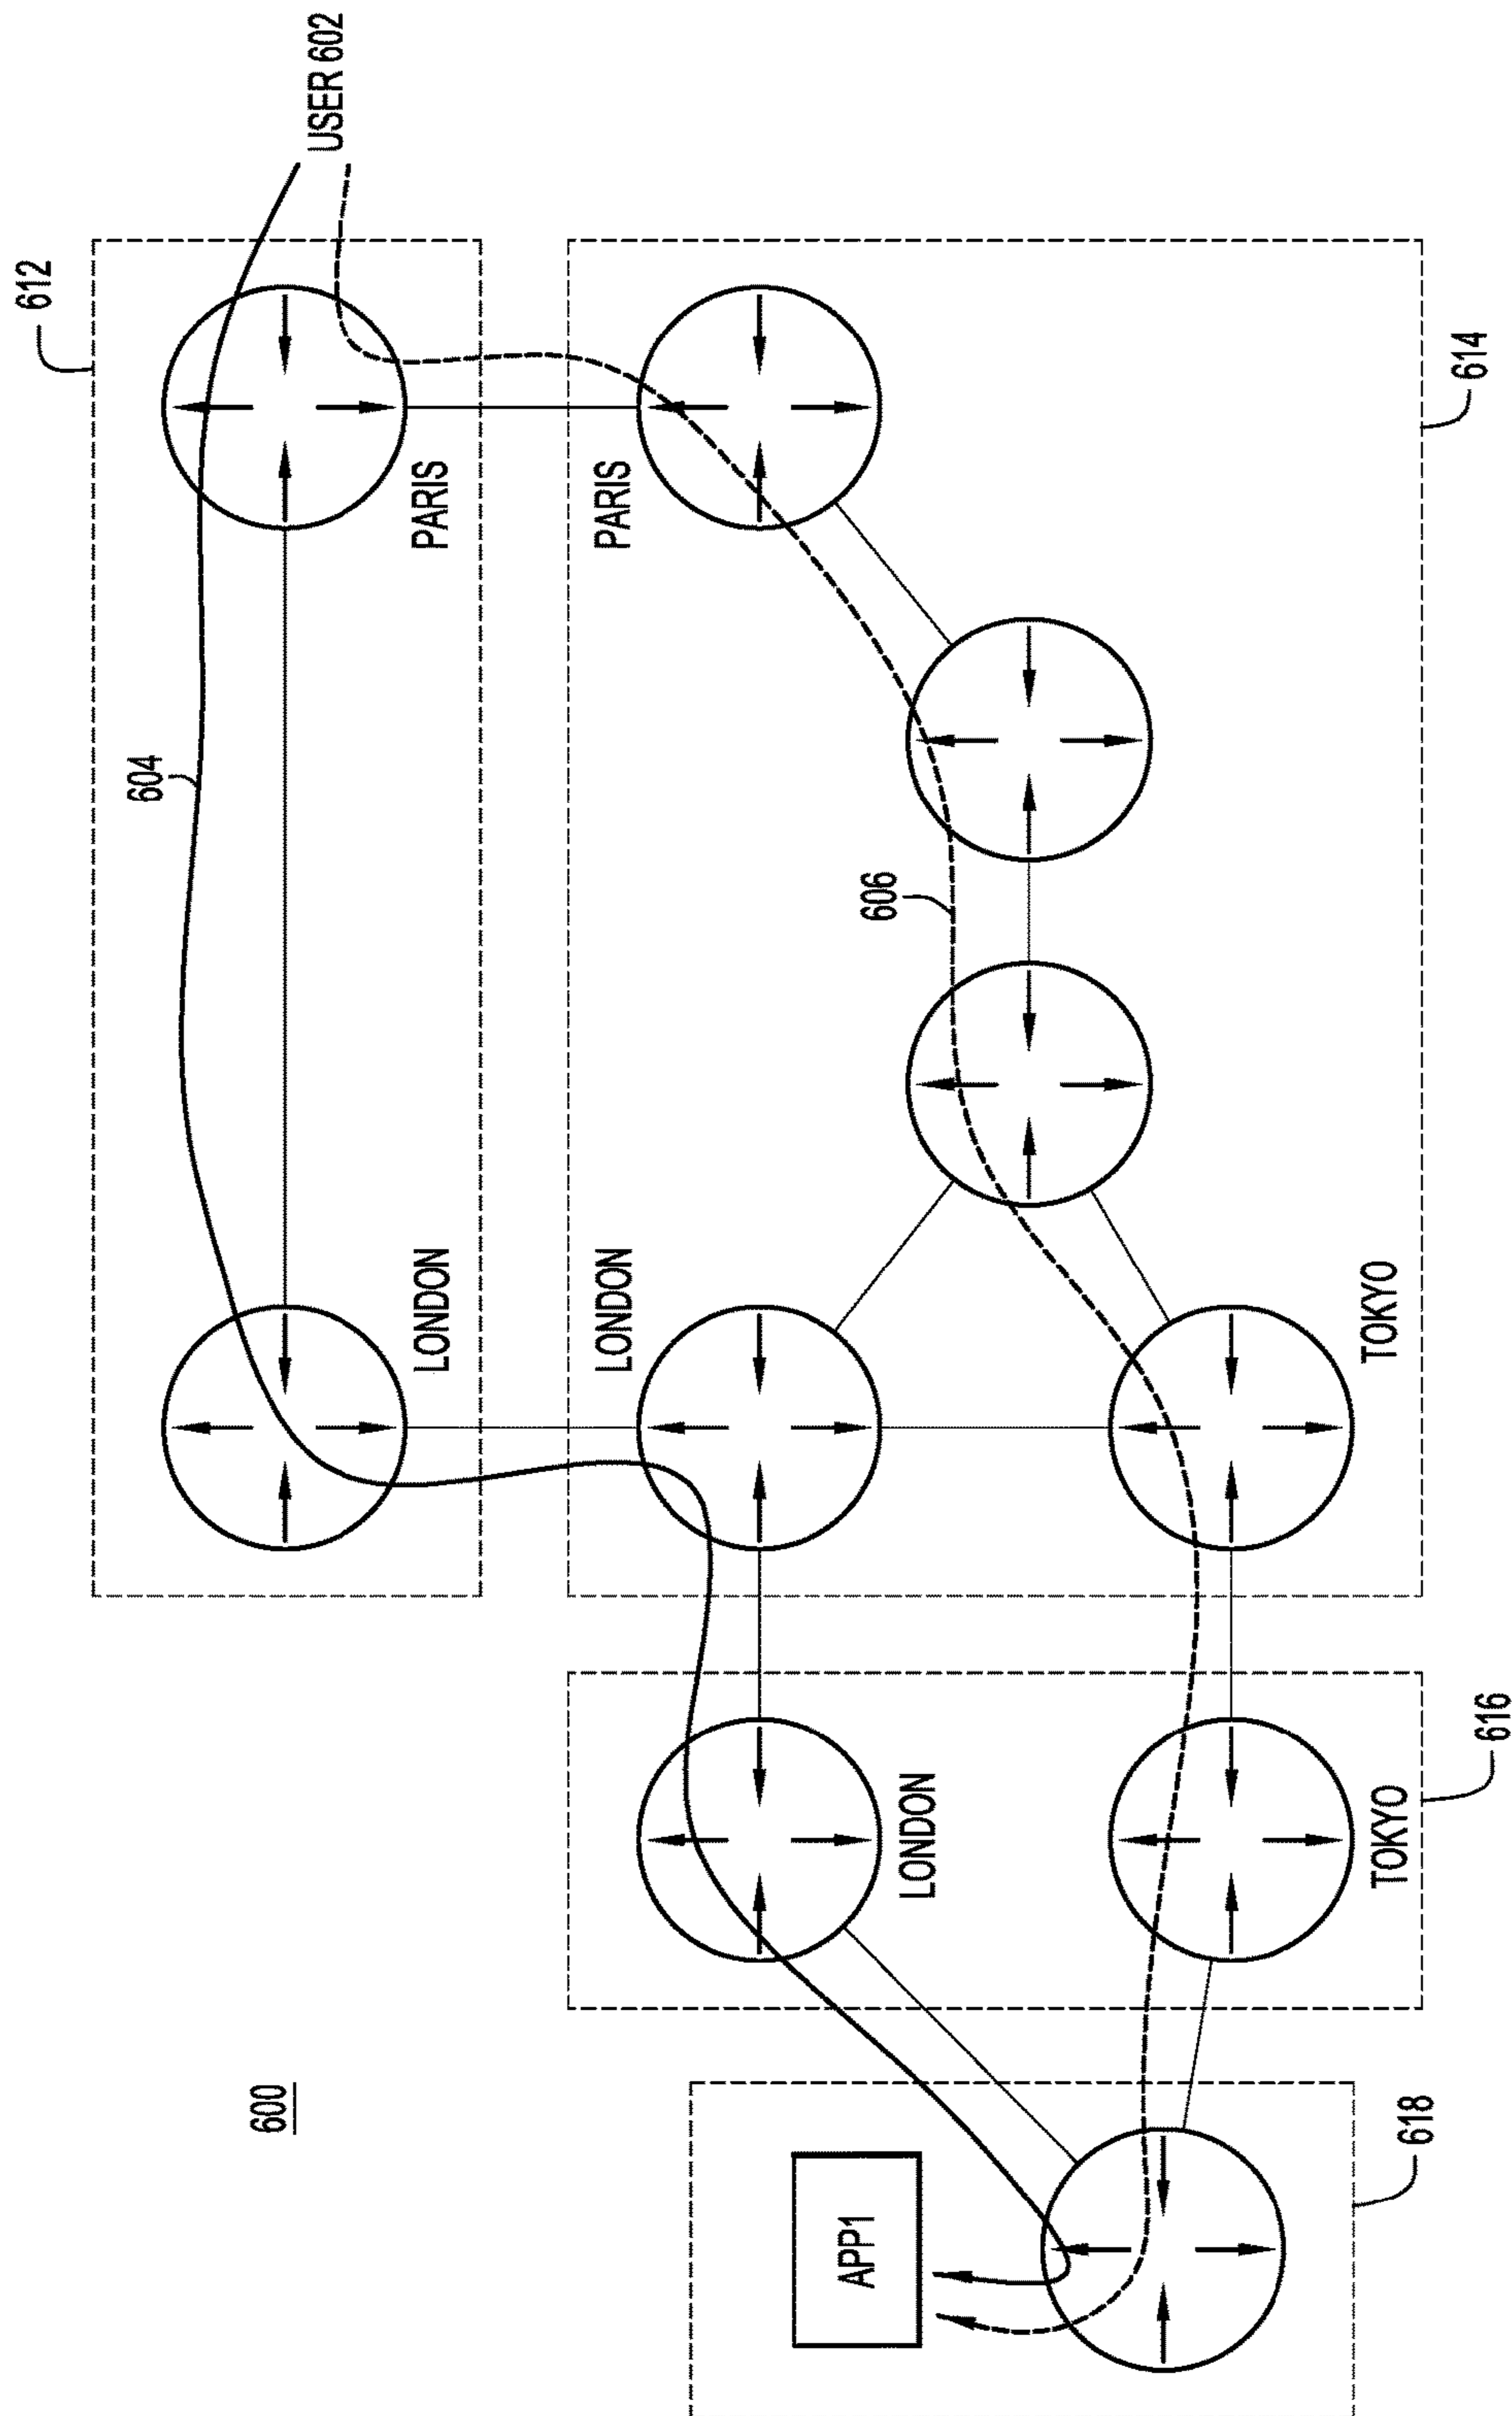 600
612
USER 602
604
LONDON
PARIS
LONDON
PARIS
606
APP1
LONDON
TOKYO
TOKYO
618
616
614